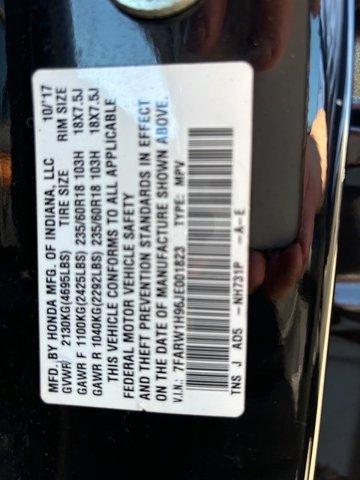 MFD. BY HONDA MFG. OF INDIANA, LLC 10/'17
GVWR 2130KG(4695LBS) TIRE SIZE RIM SIZE
GAWR F 1100KG(2425LBS) 235/60R18 103H 18X7.5J
GAWR R 1040KG(2292LBS) 235/60R18 103H 18X7.5J
THIS VEHICLE CONFORMS TO ALL APPLICABLE
FEDERAL MOTOR VEHICLE SAFETY
AND THEFT PREVENTION STANDARDS IN EFFECT
ON THE DATE OF MANUFACTURE SHOWN ABOVE.
V.I.N.: 7FARW1H96JE001823 TYPE: MPV
TNS J AD5 -NH731P -A-E